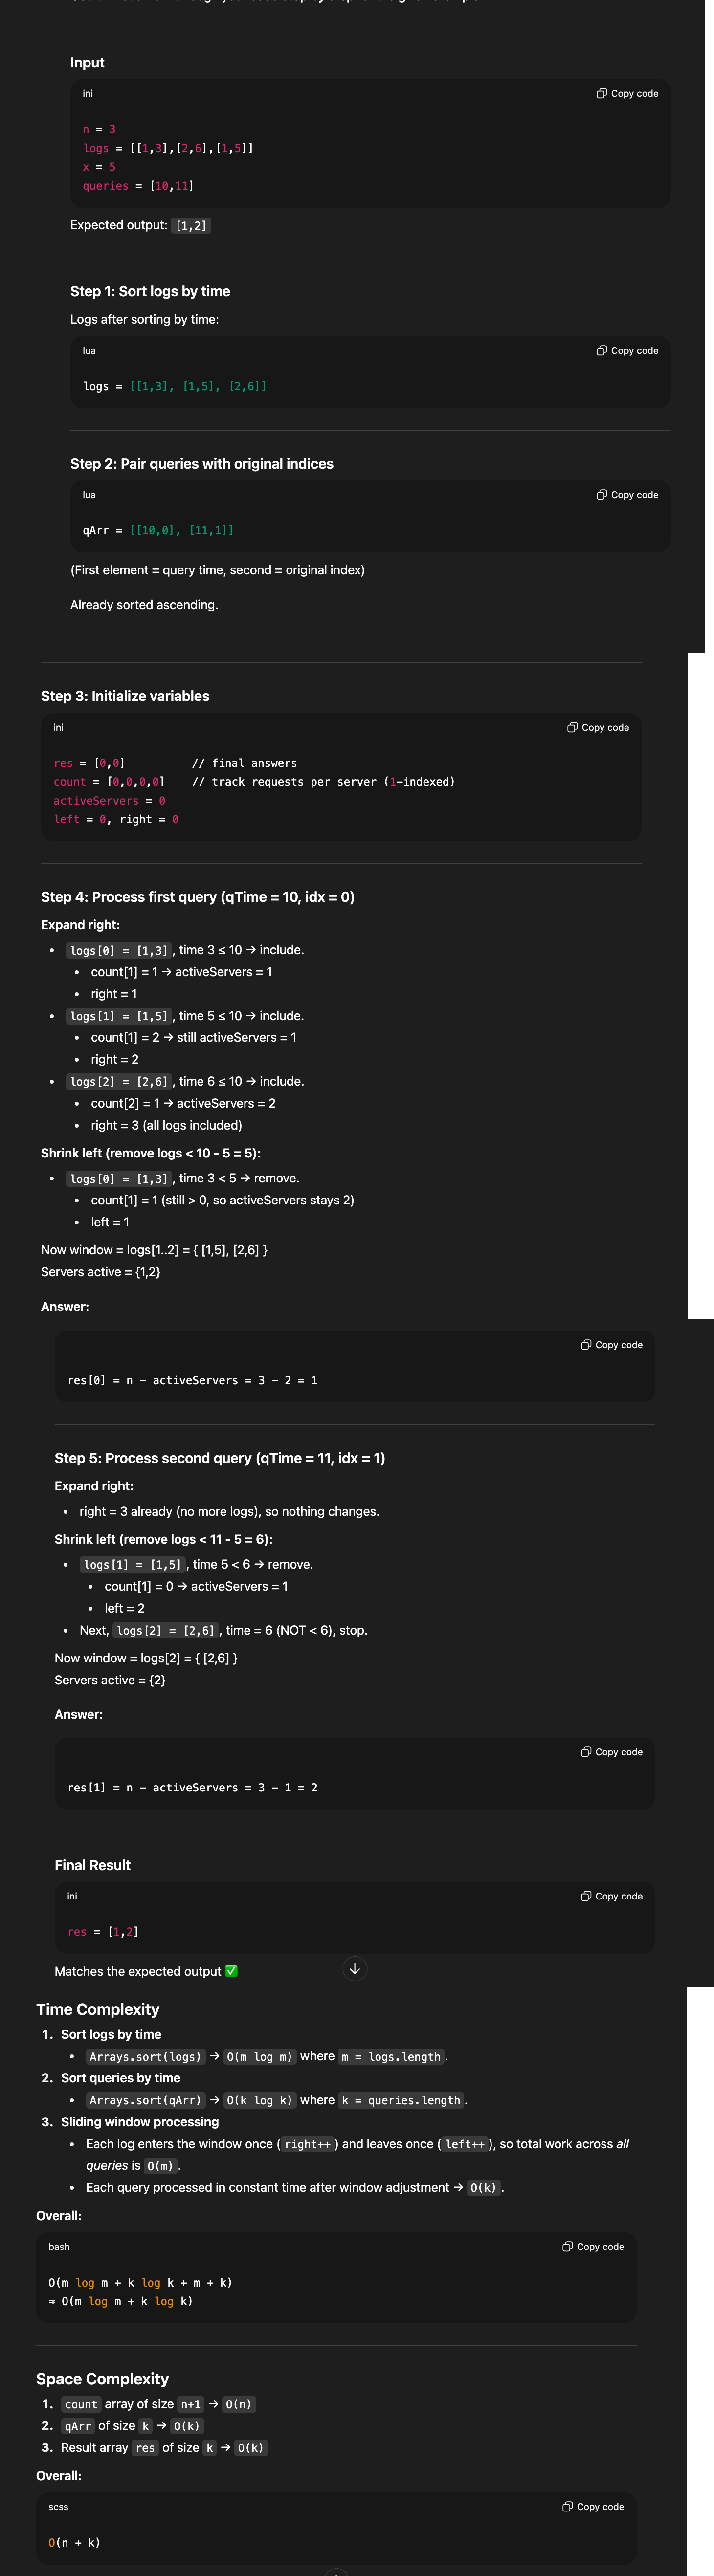 Input
ini
Copy code
n = 3
logs = [[1,3],[2,6],[1,5]]
x = 5
queries = [10,11]
Expected output: [1,2]
Step 1: Sort logs by time
Logs after sorting by time:
lua
Copy code
logs = [[1,3], [1,5], [2,6]]
Step 2: Pair queries with original indices
lua
Copy code
qArr = [[10,0], [11,1]]
(First element = query time, second = original index)
Already sorted ascending.
Step 3: Initialize variables
ini
Copy code
res = [0,0] // final answers
count = [0,0,0,0] // track requests per server (1-indexed)
activeServers = 0
left = 0, right = 0
Step 4: Process first query (qTime = 10, idx = 0)
Expand right:
• logs[0] = [1,3], time 3 ≤ 10 → include.
• count[1] = 1 → activeServers = 1
• right = 1
• logs[1] = [1,5], time 5 ≤ 10 → include.
• count[1] = 2 → still activeServers = 1
• right = 2
• logs[2] = [2,6], time 6 ≤ 10 → include.
• count[2] = 1 → activeServers = 2
• right = 3 (all logs included)
Shrink left (remove logs < 10 - 5 = 5):
• logs[0] = [1,3], time 3 < 5 → remove.
• count[1] = 1 (still > 0, so activeServers stays 2)
• left = 1
Now window = logs[1..2] = { [1,5], [2,6] }
Servers active = {1,2}
Answer:
Copy code
res[0] = n - activeServers = 3 - 2 = 1
Step 5: Process second query (qTime = 11, idx = 1)
Expand right:
• right = 3 already (no more logs), so nothing changes.
Shrink left (remove logs < 11 - 5 = 6):
• logs[1] = [1,5], time 5 < 6 → remove.
• count[1] = 0 → activeServers = 1
• left = 2
• Next, logs[2] = [2,6], time = 6 (NOT < 6), stop.
Now window = logs[2] = { [2,6] }
Servers active = {2}
Answer:
Copy code
res[1] = n - activeServers = 3 - 1 = 2
Final Result
ini
Copy code
res = [1,2]
Matches the expected output ✅
Time Complexity
1. Sort logs by time
• Arrays.sort(logs) → O(m log m) where m = logs.length.
2. Sort queries by time
• Arrays.sort(qArr) → O(k log k) where k = queries.length.
3. Sliding window processing
• Each log enters the window once (right++) and leaves once (left++), so total work across all
queries is O(m).
• Each query processed in constant time after window adjustment → O(k).
Overall:
bash
Copy code
O(m log m + k log k + m + k)
≈ O(m log m + k log k)
Space Complexity
1. count array of size n+1 → O(n)
2. qArr of size k → O(k)
3. Result array res of size k → O(k)
Overall:
scss
Copy code
O(n + k)